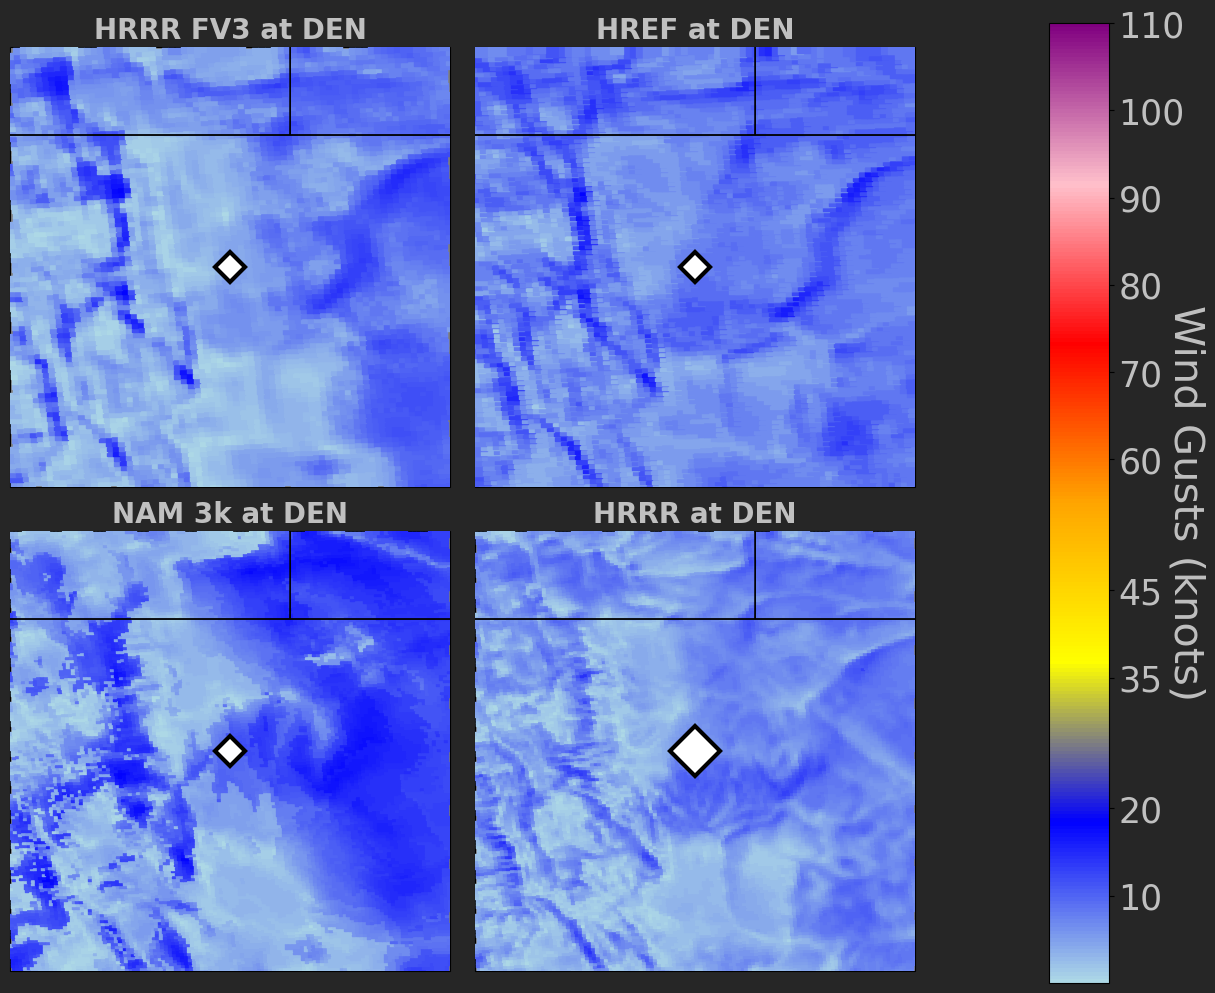 HRRR FV3 at DEN
HREF at DEN
NAM 3k at DEN
HRRR at DEN
110
100
90
80
70
60
45
35
20
10
Wind Gusts (knots)